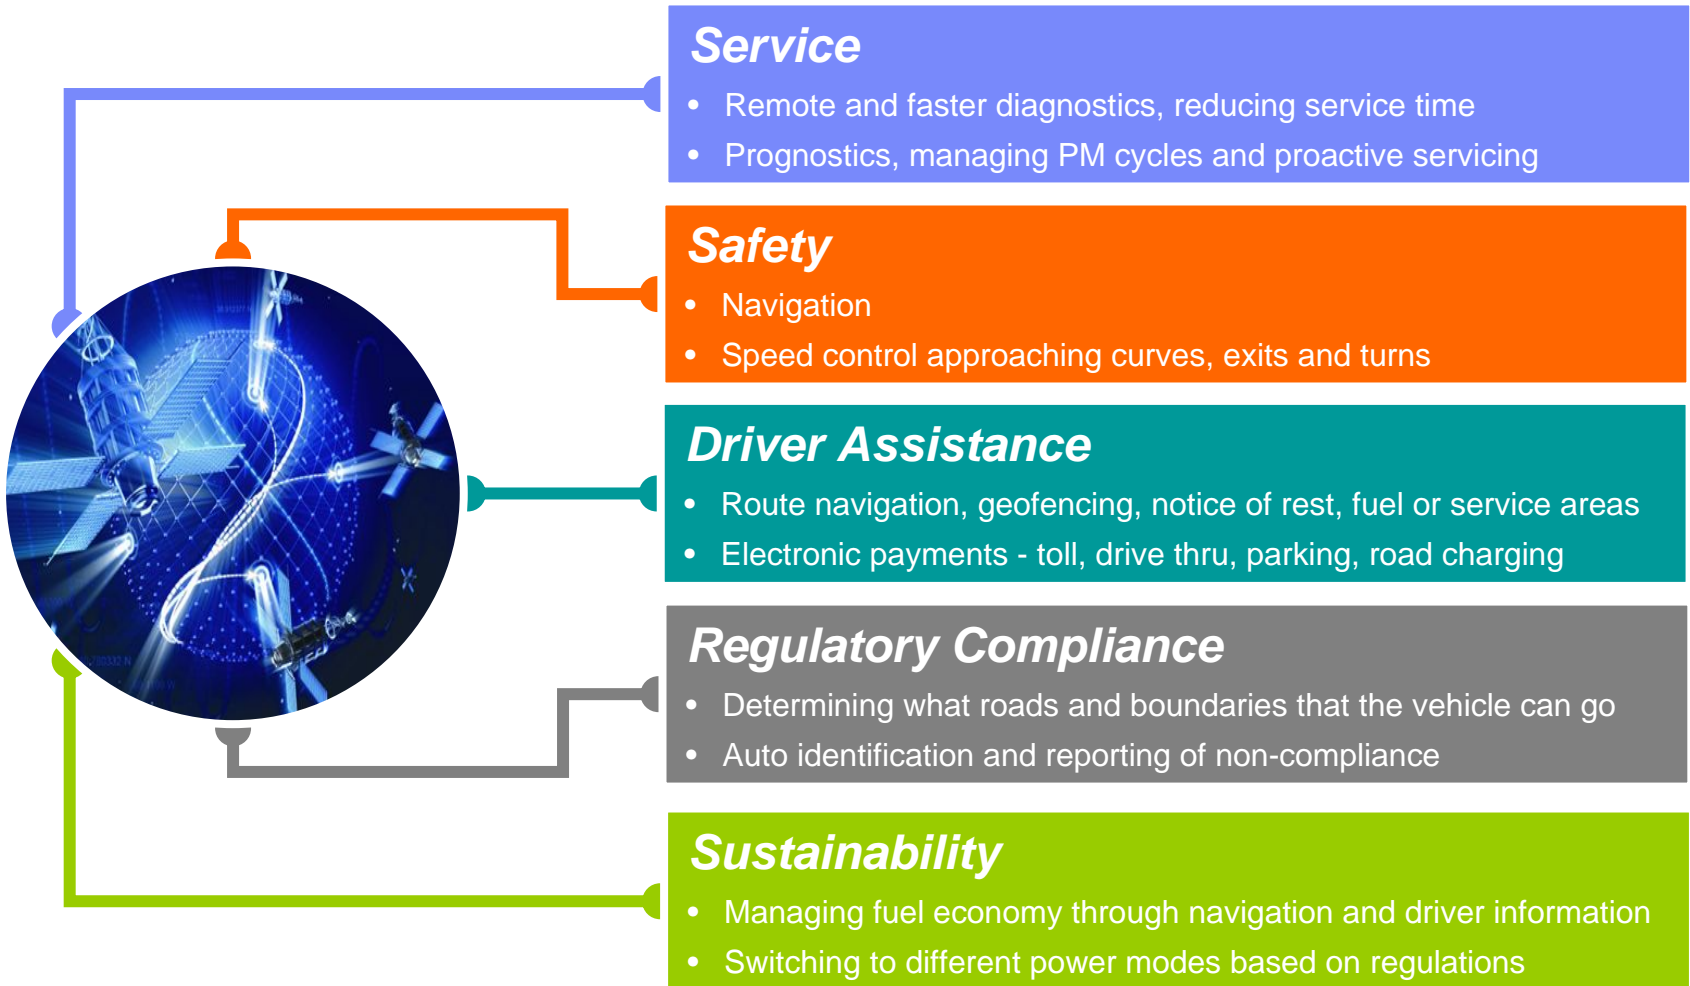 Service
• Remote and faster diagnostics, reducing service time
• Prognostics, managing PM cycles and proactive servicing
Safety
• Navigation
• Speed control approaching curves, exits and turns
Driver Assistance
• Route navigation, geofencing, notice of rest, fuel or service areas
• Electronic payments - toll, drive thru, parking, road charging
Regulatory Compliance
• Determining what roads and boundaries that the vehicle can go
• Auto identification and reporting of non-compliance
Sustainability
• Managing fuel economy through navigation and driver information
• Switching to different power modes based on regulations